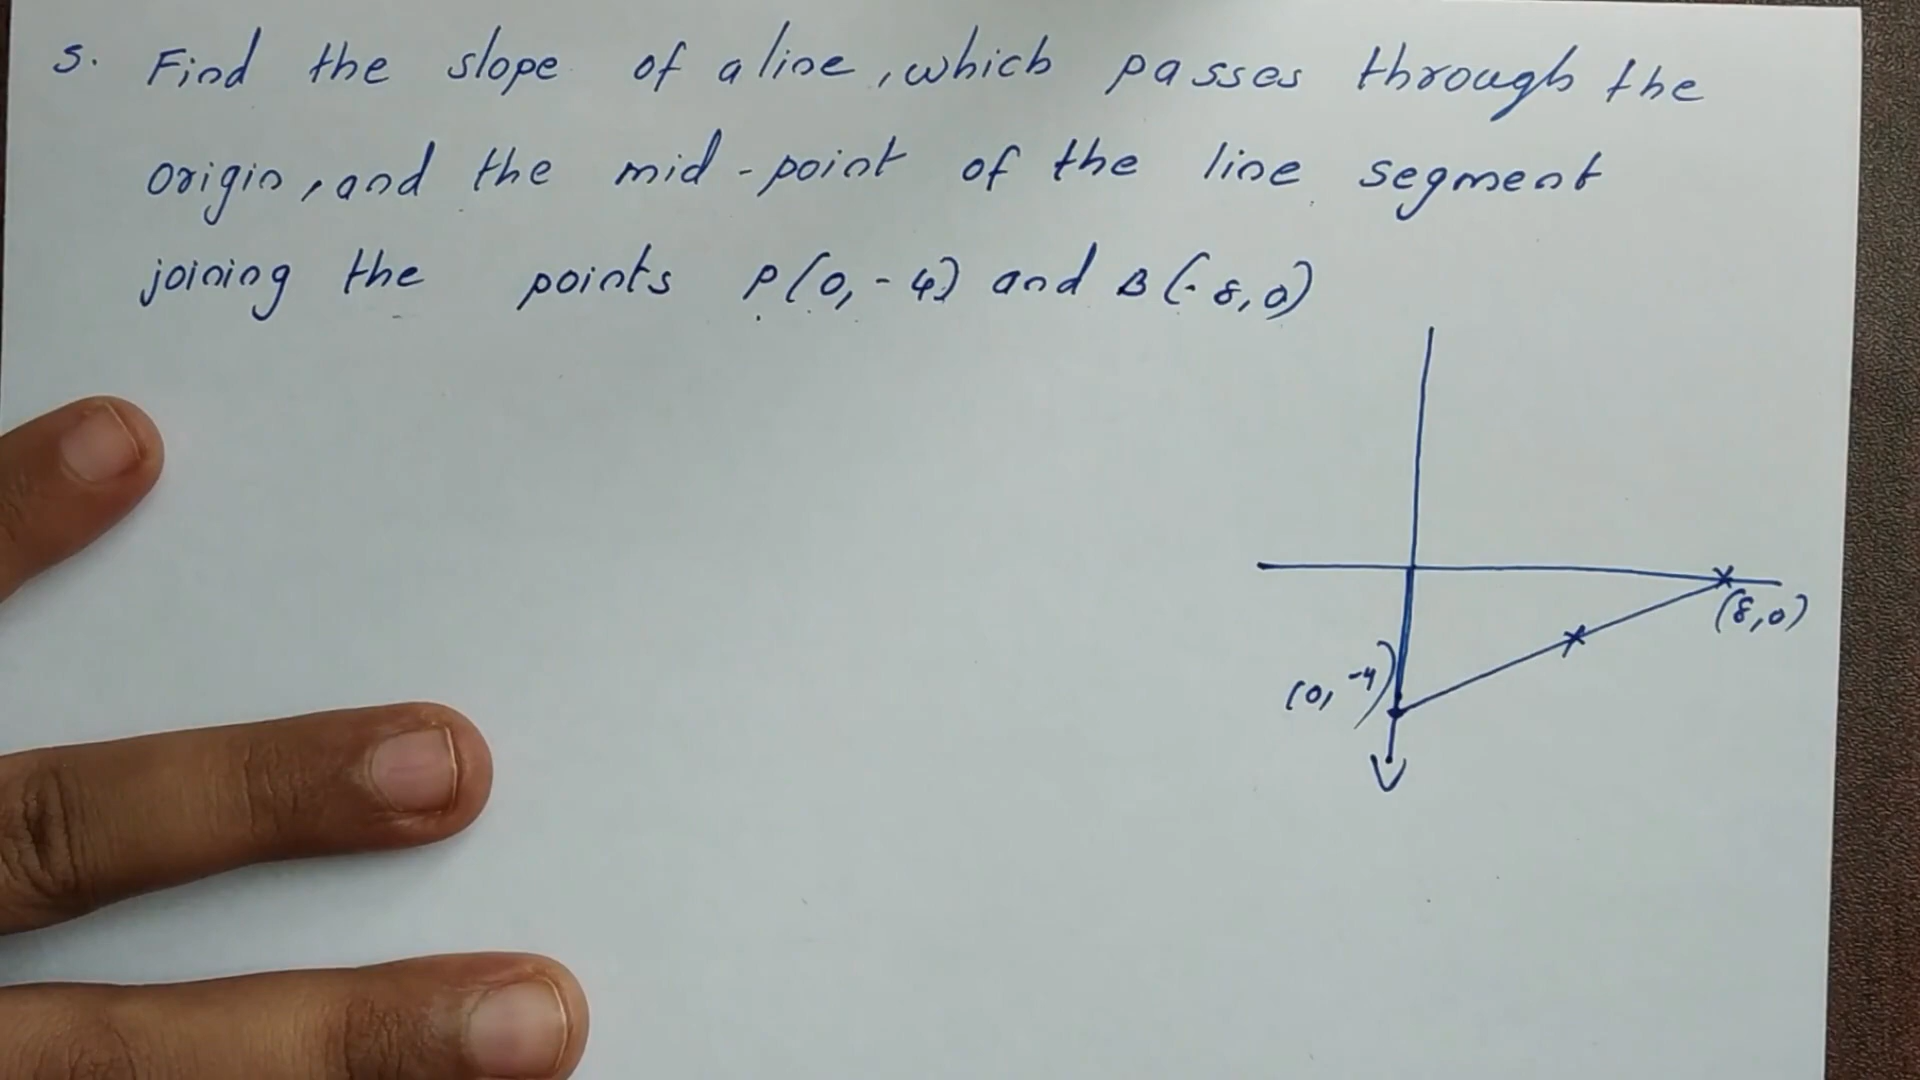 5. Find the slope of a line, which passes through the
origin, and the mid-point of the line segment
joining the points P(0, -4) and B(-8,0)
(8,0)
(0, -4)